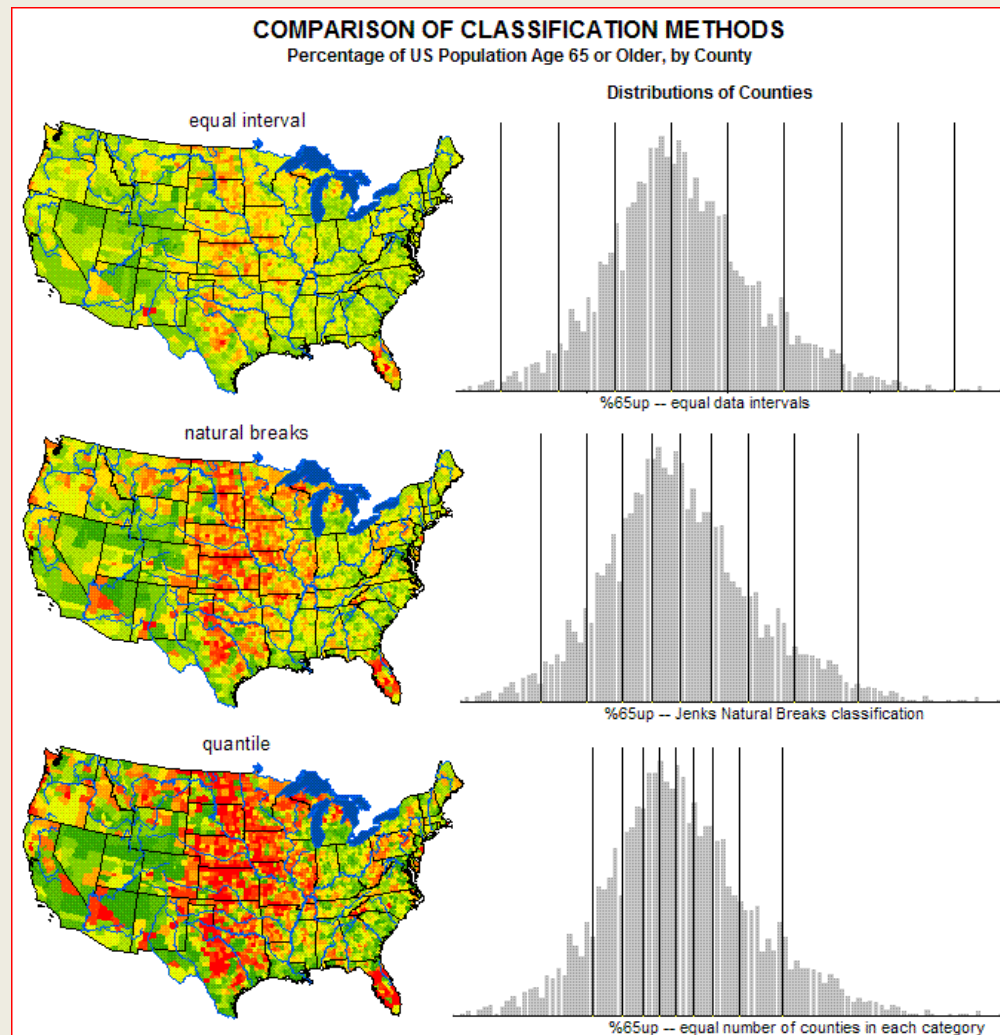 COMPARISON OF CLASSIFICATION METHODS
Percentage of US Population Age 65 or Older, by County
Distributions of Counties
equal interval
%65up -- equal data intervals
natural breaks
%65up -- Jenks Natural Breaks classification
quantile
%65up -- equal number of counties in each category